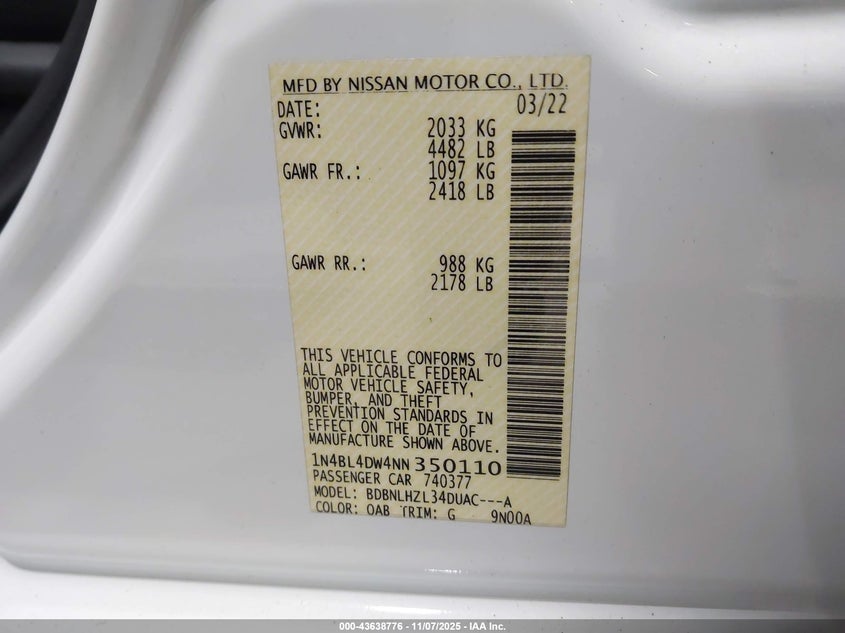 MFD BY NISSAN MOTOR CO., LTD.
DATE: 03/22
GVWR: 2033 KG
4482 LB
GAWR FR.: 1097 KG
2418 LB
GAWR RR.: 988 KG
2178 LB
THIS VEHICLE CONFORMS TO
ALL APPLICABLE FEDERAL
MOTOR VEHICLE SAFETY,
BUMPER, AND THEFT
PREVENTION STANDARDS IN
EFFECT ON THE DATE OF
MANUFACTURE SHOWN ABOVE.
1N4BL4DW4NN350110
PASSENGER CAR 740377
MODEL: BDBNLHZL34DUAC---A
COLOR: QAB TRIM: G 9N00A
000-43638776 - 11/07/2025 - IAA Inc.